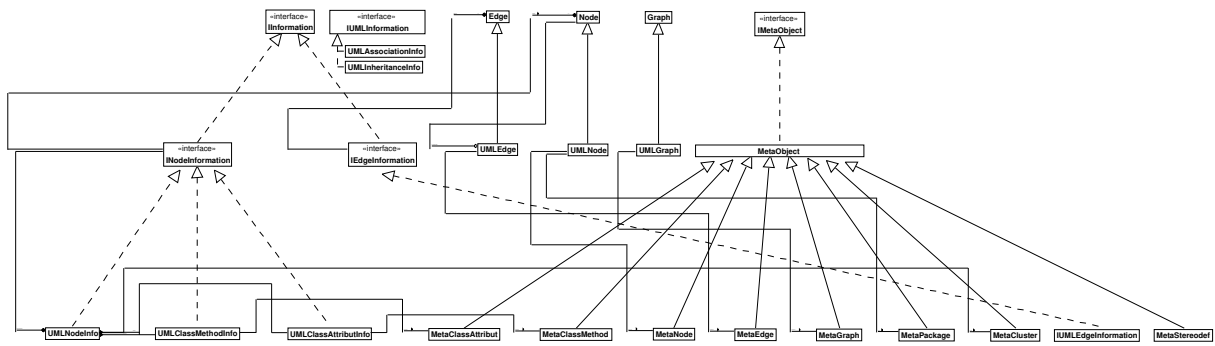 «interface»
IInformation
«interface»
IUMLInformation
UMLAssociationInfo
UMLInheritanceInfo
Edge
Node
Graph
«interface»
IMetaObject
«interface»
INodeInformation
«interface»
IEdgeInformation
UMLEdge
UMLNode
UMLGraph
MetaObject
UMLNodeInfo
UMLClassMethodInfo
UMLClassAttributInfo
MetaClassAttribut
MetaClassMethod
MetaNode
MetaEdge
MetaGraph
MetaPackage
MetaCluster
IUMLEdgeInformation
MetaStereodef